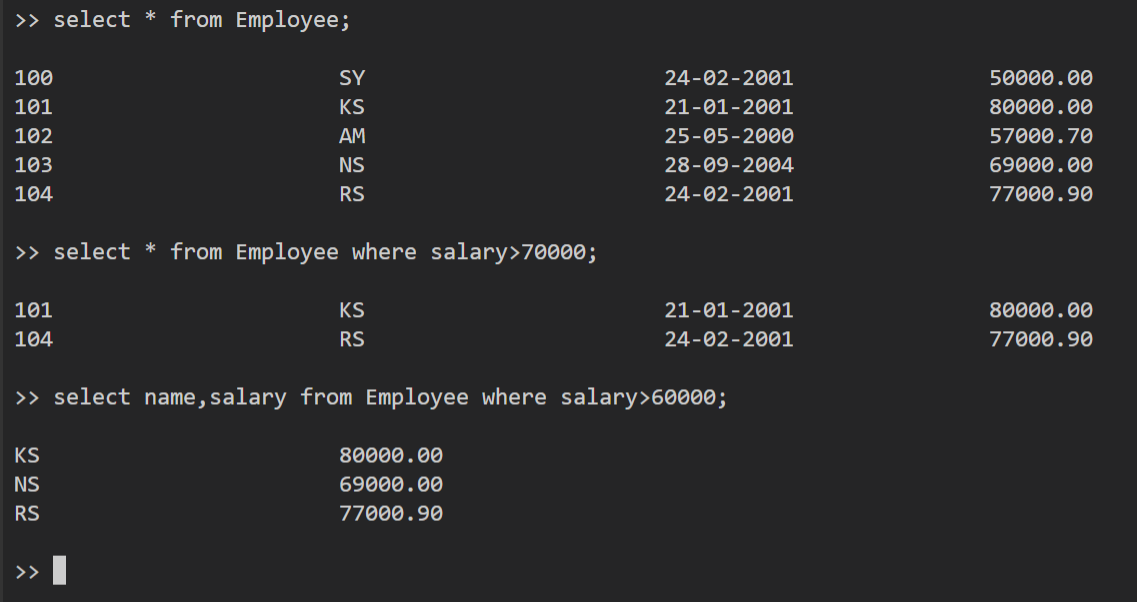 >> select * from Employee;
100 SY 24-02-2001 50000.00
101 KS 21-01-2001 80000.00
102 AM 25-05-2000 57000.70
103 NS 28-09-2004 69000.00
104 RS 24-02-2001 77000.90
>> select * from Employee where salary>70000;
101 KS 21-01-2001 80000.00
104 RS 24-02-2001 77000.90
>> select name,salary from Employee where salary>60000;
KS 80000.00
NS 69000.00
RS 77000.90
>>